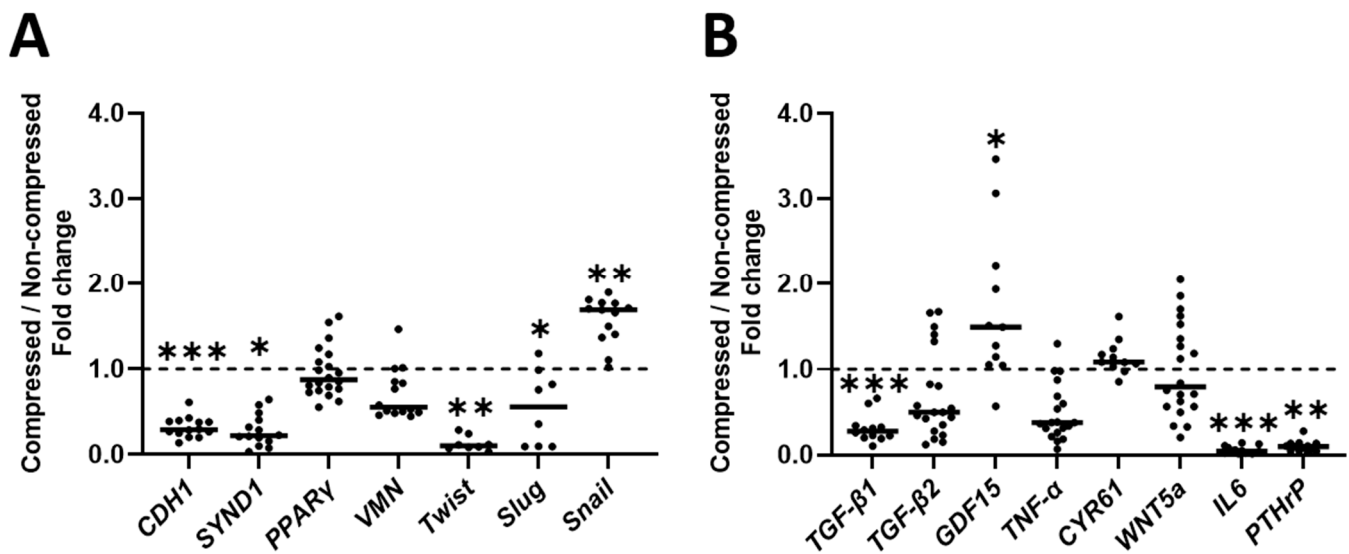 A
B
Compressed / Non-compressed
Fold change
4.0
3.0
2.0
1.0
0.0
*** * ** * **
CDH1
SYND1
PPARγ
VMN
Twist
Slug
Snail
Compressed / Non-compressed
Fold change
4.0
3.0
2.0
1.0
0.0
*** * *** **
TGF-β1
TGF-β2
GDF15
TNF-α
CYR61
WNT5a
IL6
PTHrP